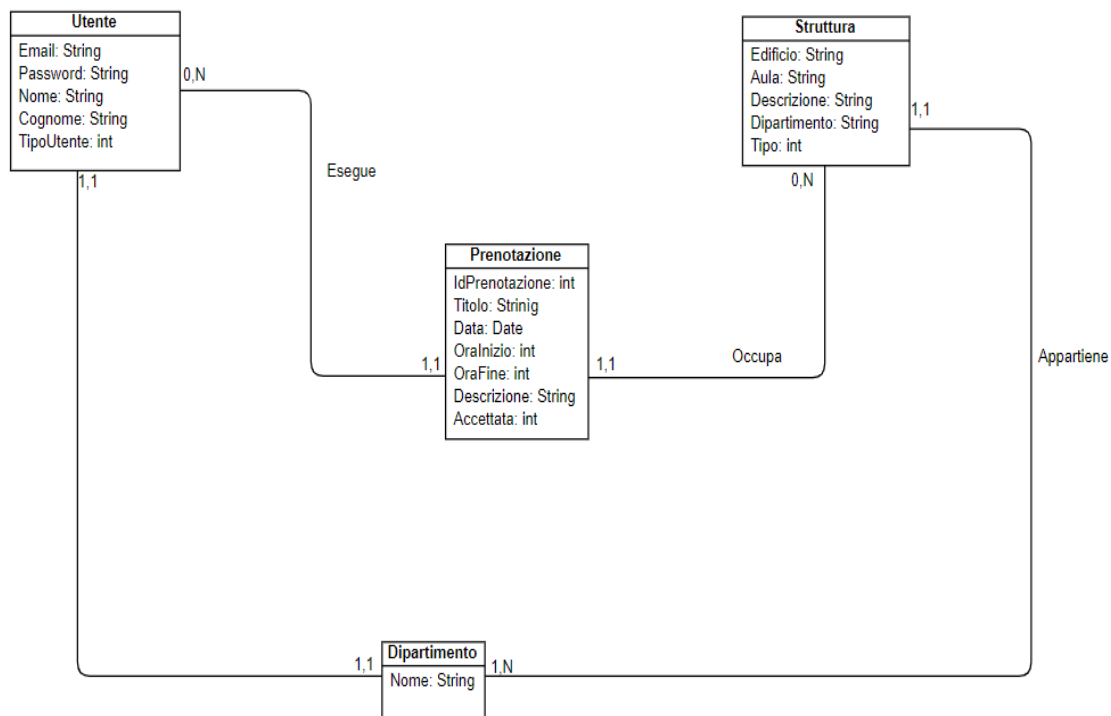 Utente
Email: String
Password: String
Nome: String
Cognome: String
TipoUtente: int
0,N
1,1
Esegue
Struttura
Edificio: String
Aula: String
Descrizione: String
Dipartimento: String
Tipo: int
1,1
0,N
Prenotazione
IdPrenotazione: int
Titolo: Strinig
Data: Date
OraInizio: int
OraFine: int
Descrizione: String
Accettata: int
1,1
1,1
Occupa
Appartiene
Dipartimento
Nome: String
1,1
1,N